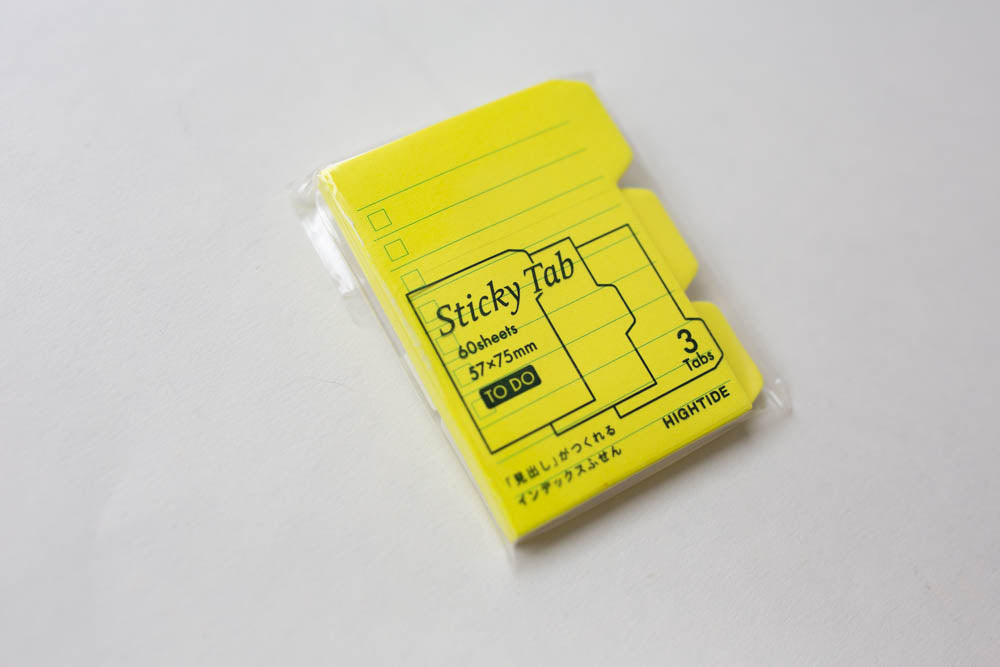 Sticky Tab
60sheets
57×75mm
TO DO
3
Tabs
HIGHTIDE
「見出し」がつくれる
インデックスふせん